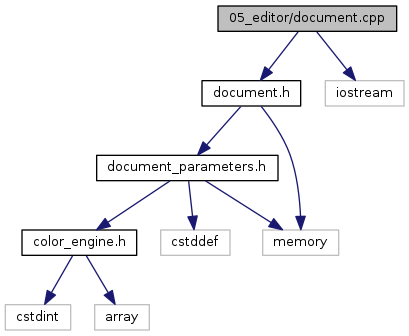 05_editor/document.cpp
document.h
iostream
document_parameters.h
color_engine.h
cstddef
memory
cstdint
array